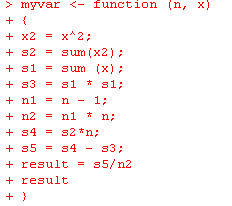 > myvar <- function (n, x)
+ {
+ x2 = x^2;
+ s2 = sum(x2);
+ s1 = sum (x);
+ s3 = s1 * s1;
+ n1 = n - 1;
+ n2 = n1 * n;
+ s4 = s2*n;
+ s5 = s4 - s3;
+ result = s5/n2
+ result
+ }